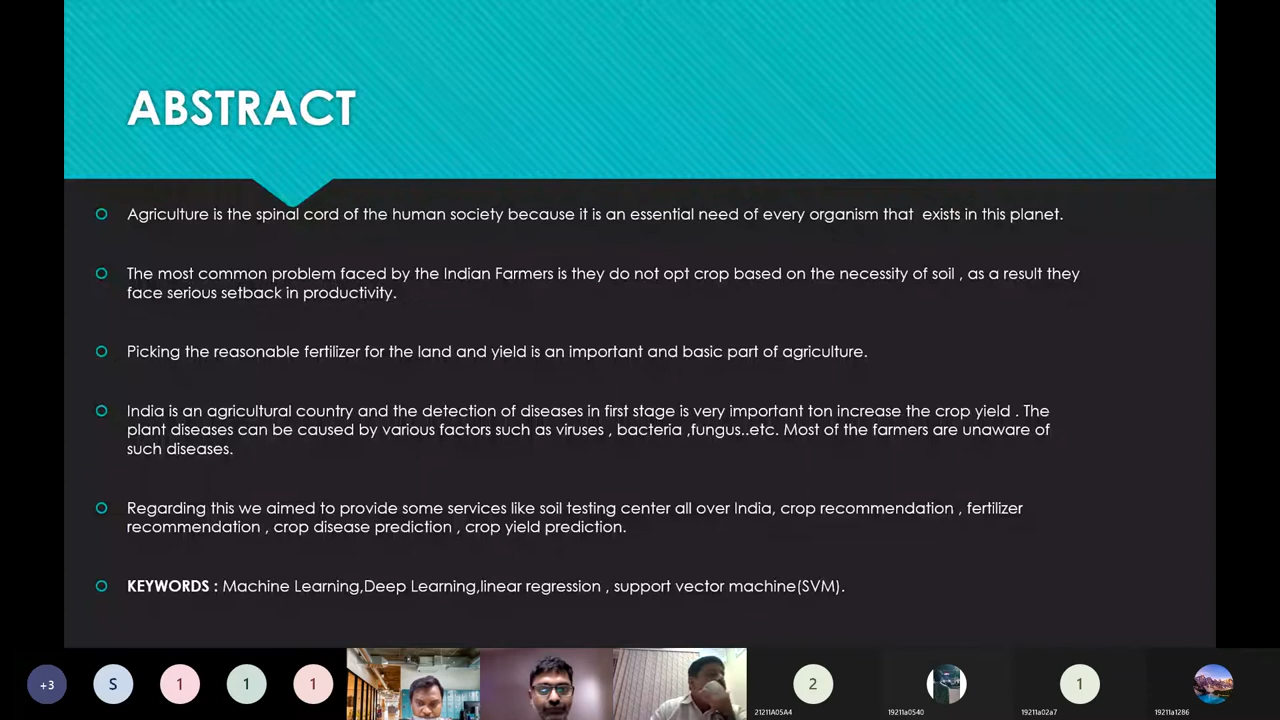 ABSTRACT
Agriculture is the spinal cord of the human society because it is an essential need of every organism that exists in this planet.
The most common problem faced by the Indian Farmers is they do not opt crop based on the necessity of soil , as a result they
face serious setback in productivity.
Picking the reasonable fertilizer for the land and yield is an important and basic part of agriculture.
India is an agricultural country and the detection of diseases in first stage is very important ton increase the crop yield . The
plant diseases can be caused by various factors such as viruses , bacteria ,fungus..etc. Most of the farmers are unaware of
such diseases.
Regarding this we aimed to provide some services like soil testing center all over India, crop recommendation , fertilizer
recommendation , crop disease prediction , crop yield prediction.
KEYWORDS : Machine Learning,Deep Learning,linear regression , support vector machine(SVM).
+3 S 1 1 1 2 1
21211A05A4 19211a0540 19211a02a7 19211a1286